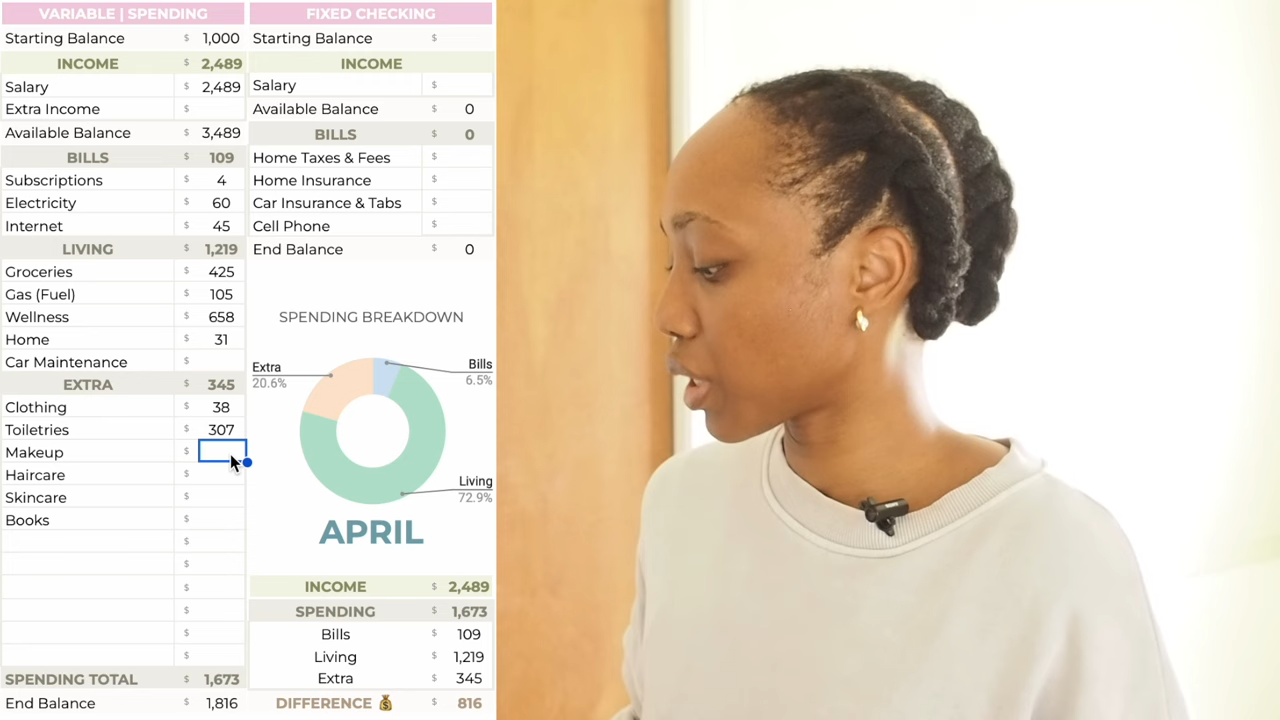 VARIABLE | SPENDING
Starting Balance $ 1,000
INCOME $ 2,489
Salary $ 2,489
Extra Income $
Available Balance $ 3,489
BILLS $ 109
Subscriptions $ 4
Electricity $ 60
Internet $ 45
LIVING $ 1,219
Groceries $ 425
Gas (Fuel) $ 105
Wellness $ 658
Home $ 31
Car Maintenance $
EXTRA $ 345
Clothing $ 38
Toiletries $ 307
Makeup $
Haircare $
Skincare $
Books $
$
$
$
$
$
$
SPENDING TOTAL $ 1,673
End Balance $ 1,816
FIXED CHECKING
Starting Balance $
INCOME
Salary $
Available Balance $ 0
BILLS $ 0
Home Taxes & Fees $
Home Insurance $
Car Insurance & Tabs $
Cell Phone $
End Balance $ 0
SPENDING BREAKDOWN
Extra
20.6%
Bills
6.5%
Living
72.9%
APRIL
INCOME $ 2,489
SPENDING $ 1,673
Bills $ 109
Living $ 1,219
Extra $ 345
DIFFERENCE 💰 $ 816